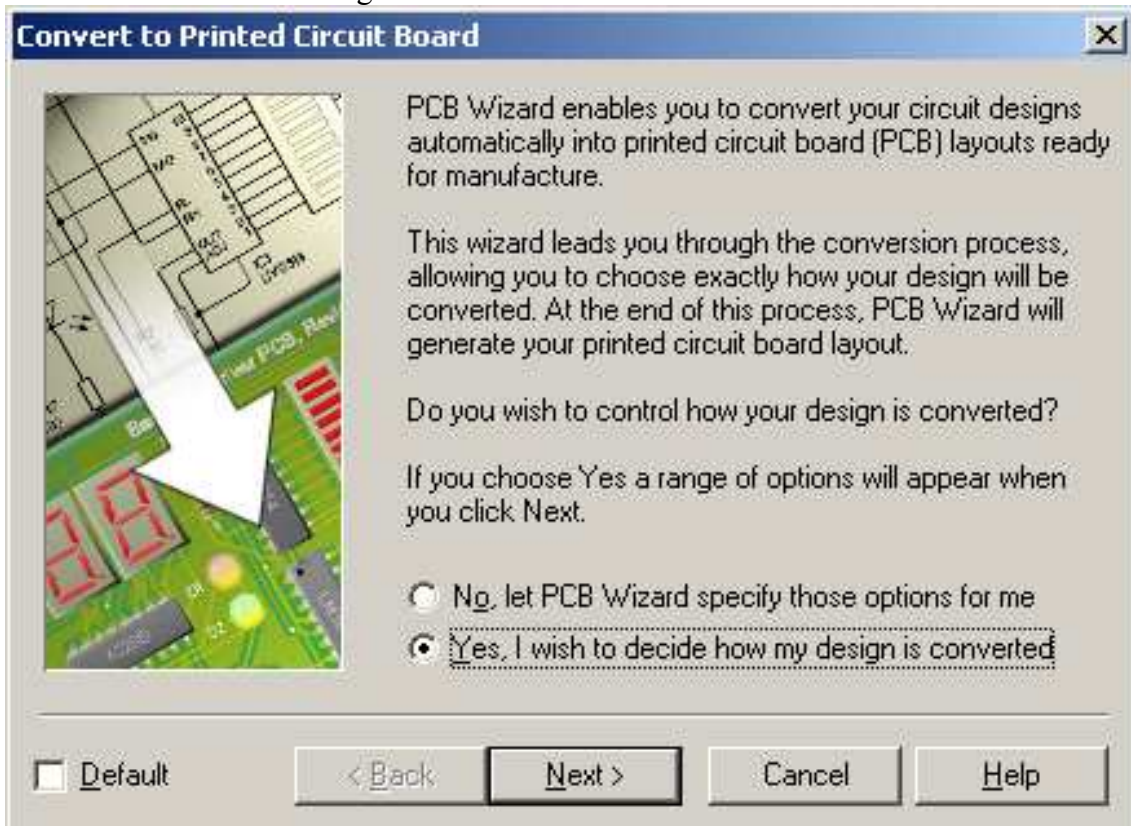 Convert to Printed Circuit Board
PCB Wizard enables you to convert your circuit designs
automatically into printed circuit board (PCB) layouts ready
for manufacture.
This wizard leads you through the conversion process,
allowing you to choose exactly how your design will be
converted. At the end of this process, PCB Wizard will
generate your printed circuit board layout.
Do you wish to control how your design is converted?
If you choose Yes a range of options will appear when
you click Next.
No, let PCB Wizard specify those options for me
Yes, I wish to decide how my design is converted
Default
< Back
Next >
Cancel
Help